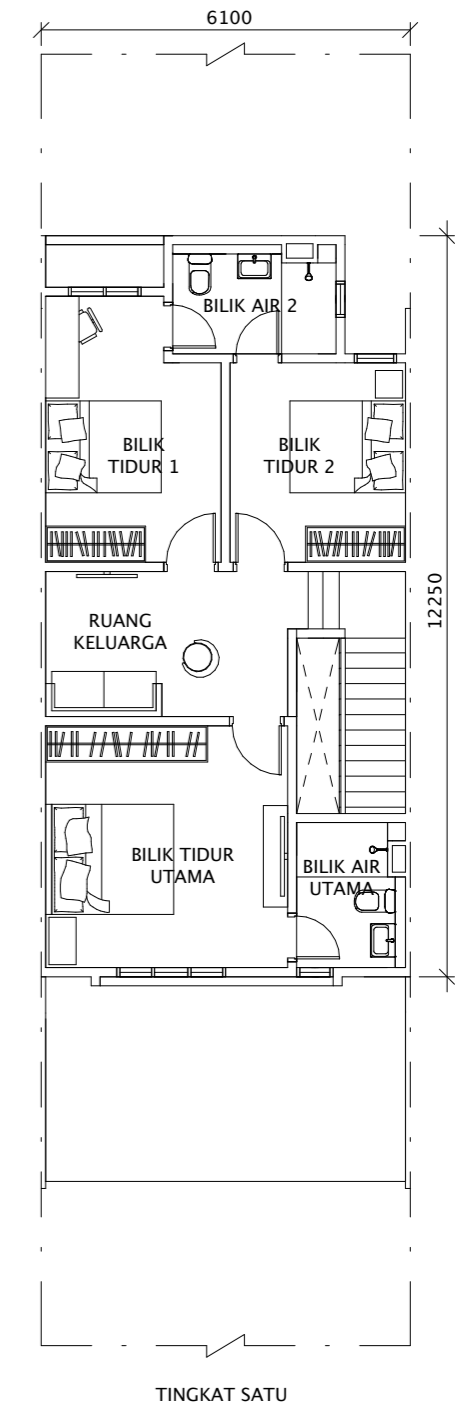 6100
BILIK AIR 2
BILIK
TIDUR 1
BILIK
TIDUR 2
12250
RUANG
KELUARGA
BILIK TIDUR
UTAMA
BILIK AIR
UTAMA
TINGKAT SATU